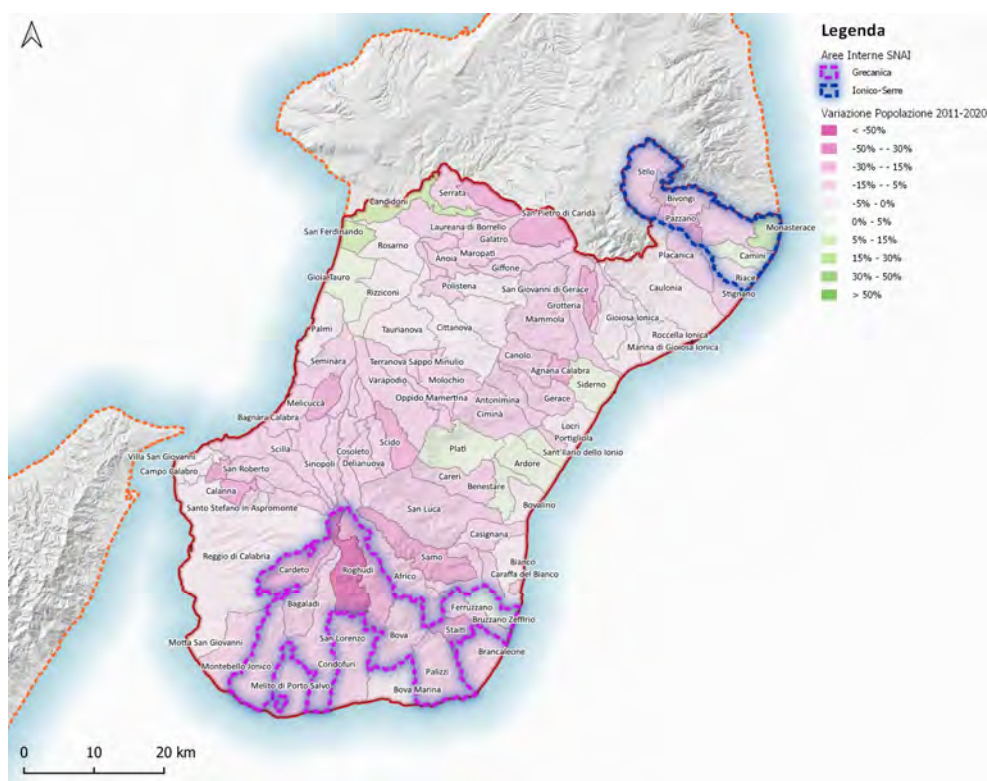 Legenda
Aree Interne SNAI
Grecanica
Ionico-Serre
Variazione Popolazione 2011-2020
< -50%
-50% - -30%
-30% - -15%
-15% - -5%
-5% - 0%
0% - 5%
5% - 15%
15% - 30%
30% - 50%
> 50%
Stilo
Bivongi
Serrata
Candidoni
San Pietro di Caridà
Pazzano
Monasterace
San Ferdinando
Laureana di Borrello
Rosarno
Galatro
Maropati
Placanica
Camini
Anoia
Giffone
Riace
Gioia Tauro
Polistena
San Giovanni di Gerace
Caulonia
Stignano
Rizziconi
Grotteria
Mammola
Gioiosa Ionica
Palmi
Taurianova
Cittanova
Roccella Ionica
Marina di Gioiosa Ionica
Seminara
Terranova Sappo Minulio
Canolo
Agnana Calabra
Varapodio
Molochio
Siderno
Melicuccà
Oppido Mamertina
Antonimina
Gerace
Bagnara Calabra
Ciminà
Locri
Scido
Portigliola
Scilla
Cosoleto
Platì
Sant'Ilario dello Ionio
Villa San Giovanni
Campo Calabro
San Roberto
Sinopoli
Delianuova
Ardore
Careri
Benestare
Calanna
Santo Stefano in Aspromonte
San Luca
Bovalino
Casignana
Reggio di Calabria
Samo
Bianco
Cardeto
Roghudi
Africo
Caraffa del Bianco
Bagaladi
Ferruzzano
Bruzzano Zeffirio
Staiti
Motta San Giovanni
San Lorenzo
Bova
Brancaleone
Montebello Jonico
Condofuri
Palizzi
Melito di Porto Salvo
Bova Marina
0 10 20 km